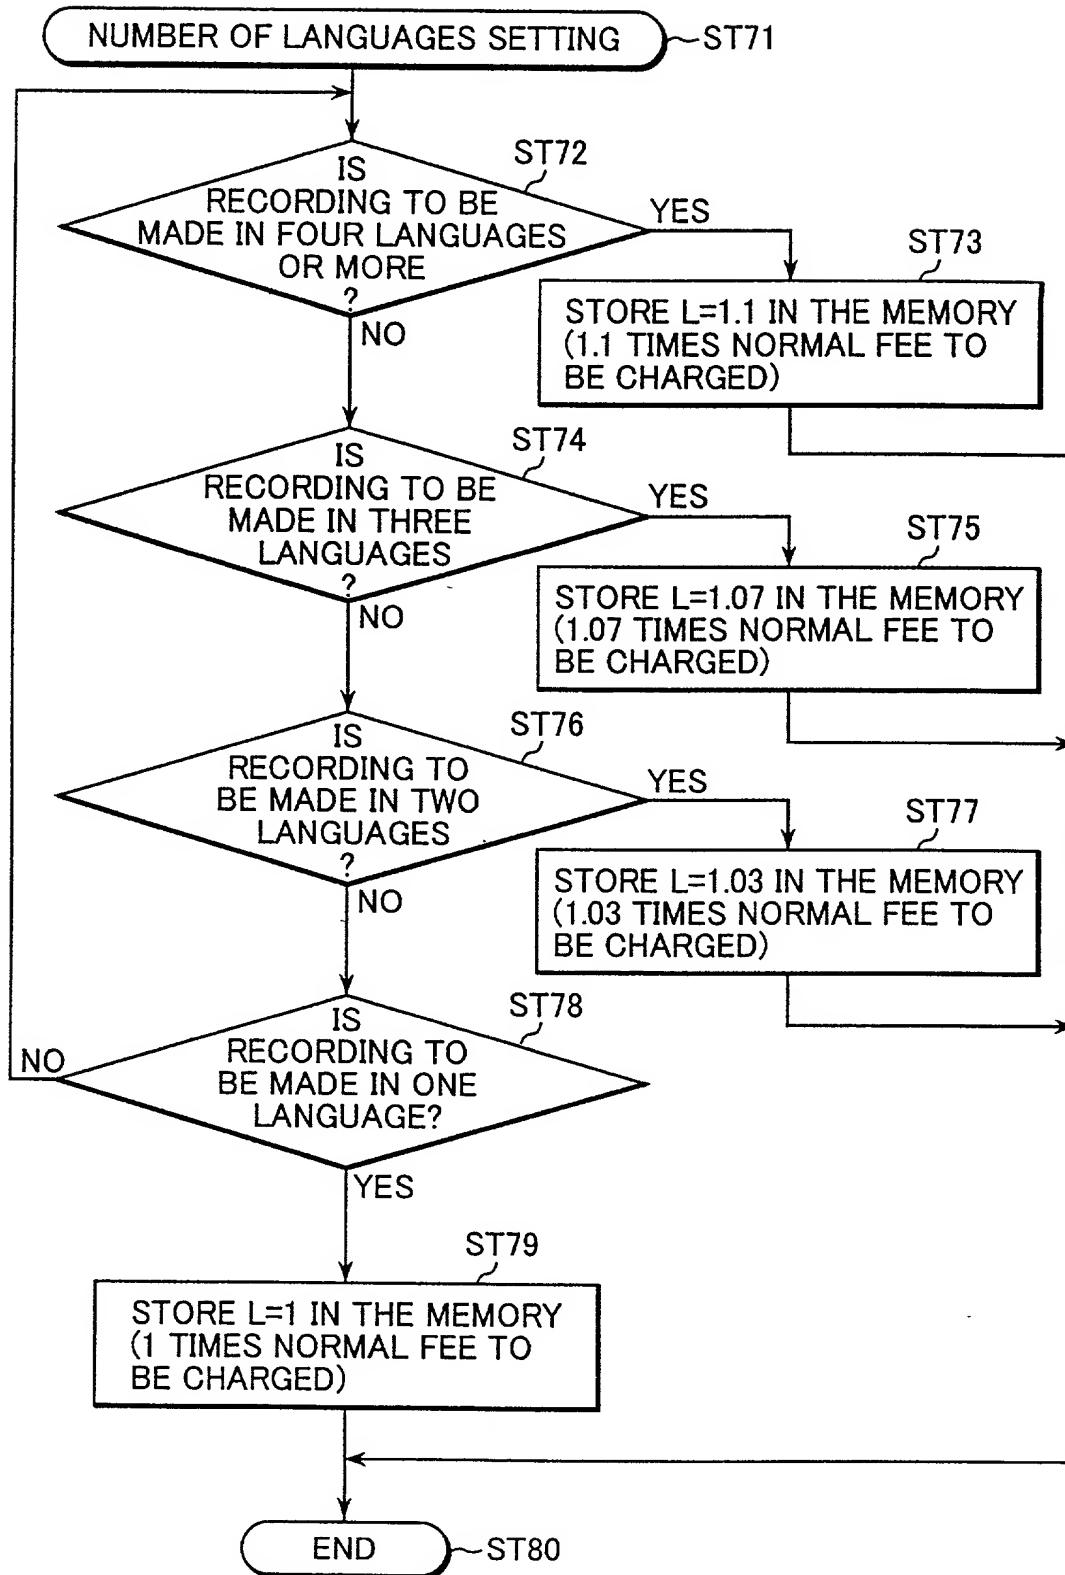 NUMBER OF LANGUAGES SETTING
ST71
ST72
IS
RECORDING TO BE
MADE IN FOUR LANGUAGES
OR MORE
?
YES
NO
ST73
STORE L=1.1 IN THE MEMORY
(1.1 TIMES NORMAL FEE TO
BE CHARGED)
ST74
IS
RECORDING TO BE
MADE IN THREE
LANGUAGES
?
YES
NO
ST75
STORE L=1.07 IN THE MEMORY
(1.07 TIMES NORMAL FEE TO
BE CHARGED)
ST76
IS
RECORDING TO
BE MADE IN TWO
LANGUAGES
?
YES
NO
ST77
STORE L=1.03 IN THE MEMORY
(1.03 TIMES NORMAL FEE TO
BE CHARGED)
ST78
IS
RECORDING TO
BE MADE IN ONE
LANGUAGE?
NO
YES
ST79
STORE L=1 IN THE MEMORY
(1 TIMES NORMAL FEE TO
BE CHARGED)
END
ST80